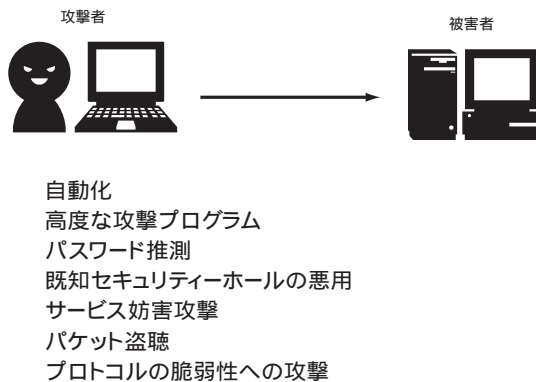 攻撃者
被害者
自動化
高度な攻撃プログラム
パスワード推測
既知セキュリティーホールの悪用
サービス妨害攻撃
パケット盗聴
プロトコルの脆弱性への攻撃